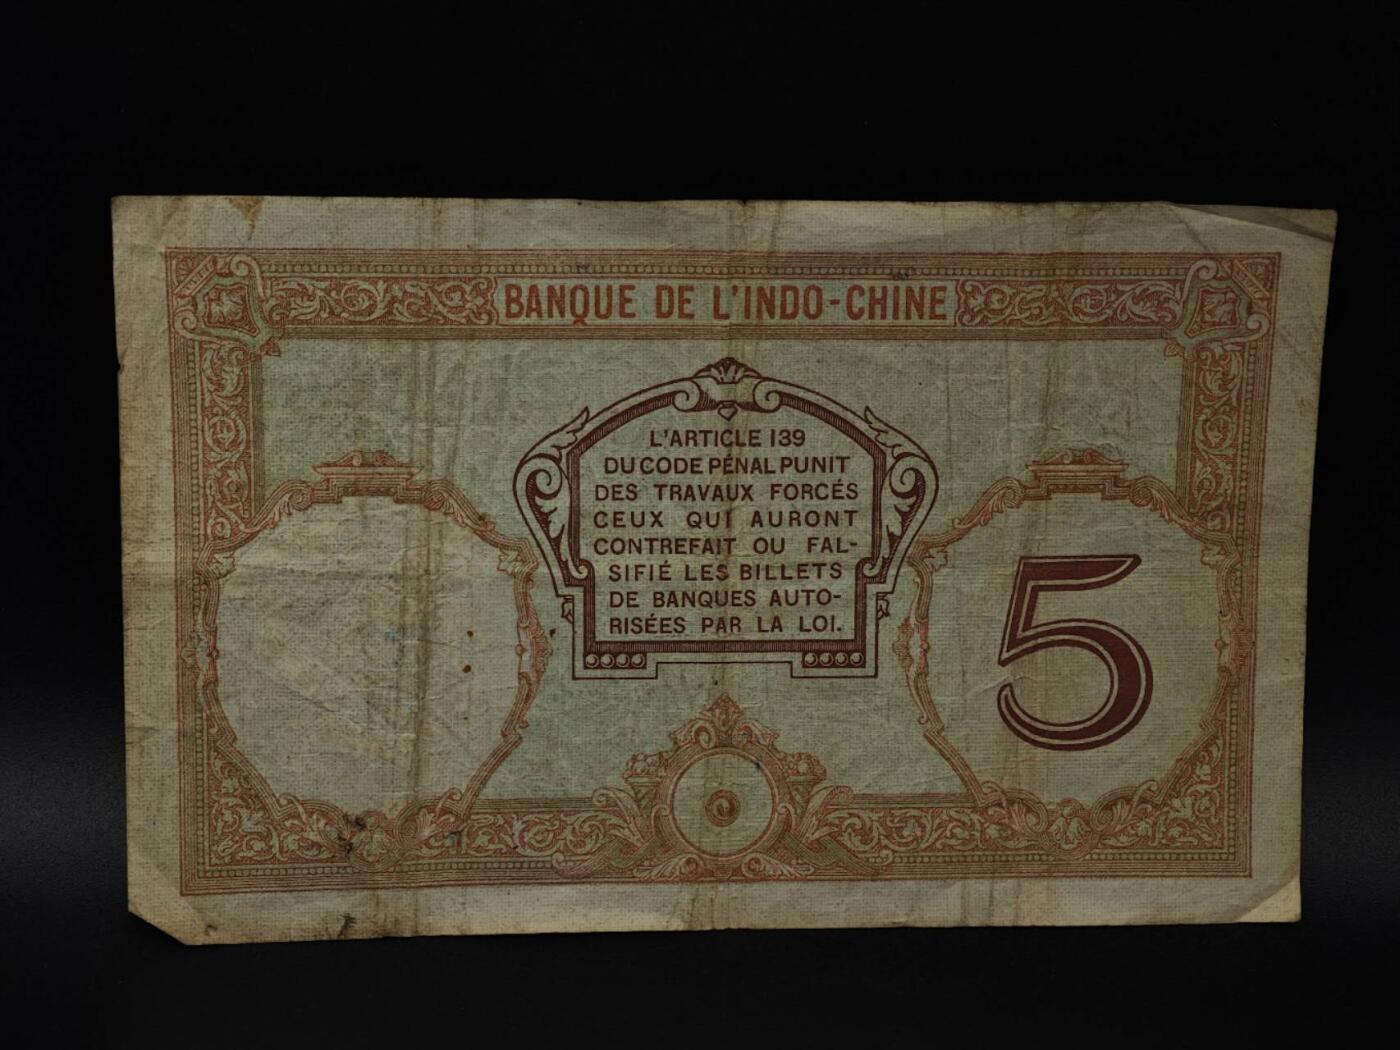 BANQUE DE L'INDO-CHINE
L'ARTICLE 139
DU CODE PÉNAL PUNIT
DES TRAVAUX FORCÉS
CEUX QUI AURONT
CONTREFAIT OU FAL-
SIFIÉ LES BILLETS
DE BANQUES AUTO-
RISÉES PAR LA LOI.
5